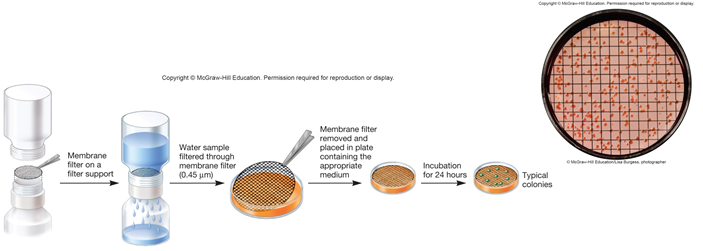 Copyright © McGraw-Hill Education. Permission required for reproduction or display.
Copyright © McGraw-Hill Education. Permission required for reproduction or display.
Membrane
filter on a
filter support
Water sample
filtered through
membrane filter
(0.45 µm)
Membrane filter
removed and
placed in plate
containing the
appropriate
medium
Incubation
for 24 hours
Typical
colonies
© McGraw-Hill Education/Lisa Burgess, photographer